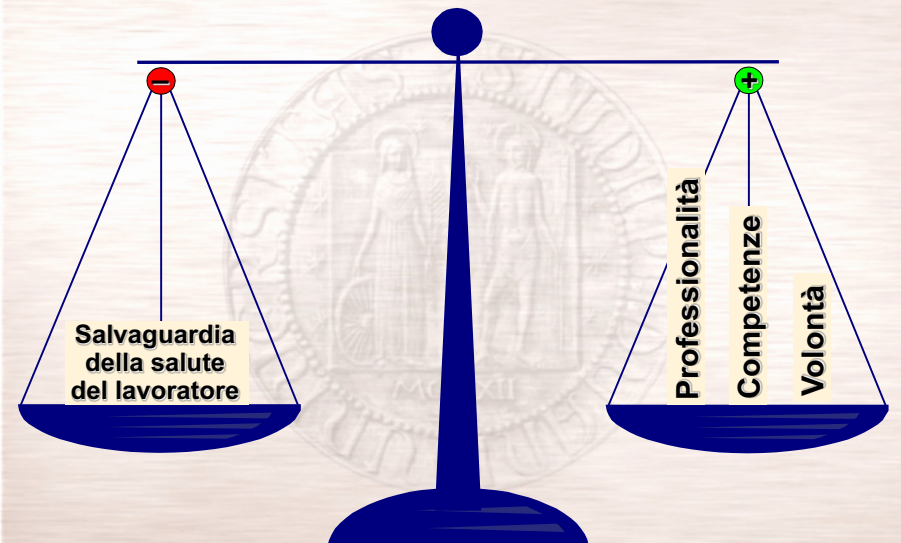 –
+
Salvaguardia
della salute
del lavoratore
Professionalità
Competenze
Volontà